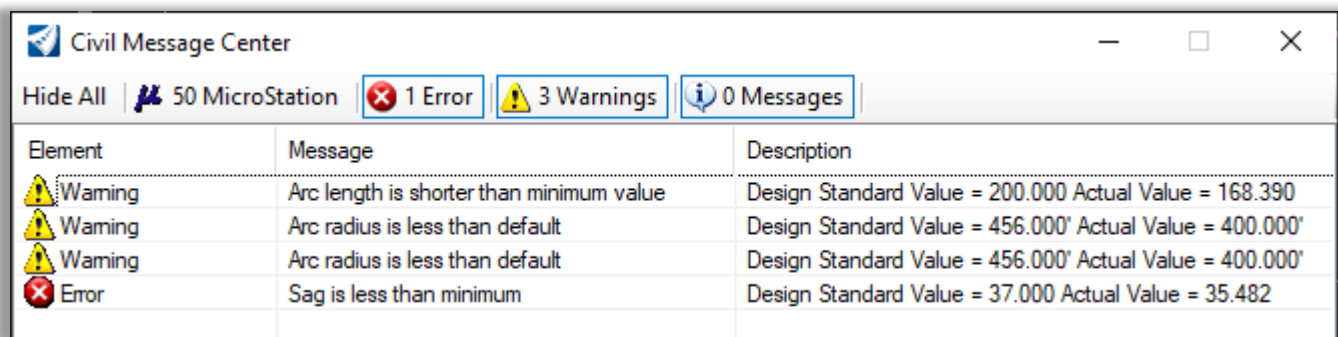 Civil Message Center
Hide All 50 MicroStation 1 Error 3 Warnings 0 Messages
Element Message Description
Warning Arc length is shorter than minimum value Design Standard Value = 200.000 Actual Value = 168.390
Warning Arc radius is less than default Design Standard Value = 456.000' Actual Value = 400.000'
Warning Arc radius is less than default Design Standard Value = 456.000' Actual Value = 400.000'
Error Sag is less than minimum Design Standard Value = 37.000 Actual Value = 35.482